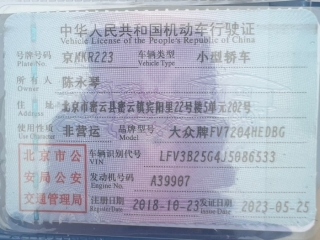 中华人民共和国机动车行驶证
Vehicle License of the People's Republic of China
号牌号码 京MKR223 车辆类型 小型轿车
Plate No. Vehicle Type
所有人 陈永琴
Owner
住址 北京市密云县密云镇宾阳里22号楼5单元202号
Address
使用性质 非营运 品牌型号 大众牌FV7204HEDBG
北京市公 车辆识别代号 LFV3B25G4J5086533
VIN
安局公安 发动机号码 A39907
Engine No.
交通管理局 注册日期 2018-10-23 发证日期 2023-05-25
Register Date Issue Date